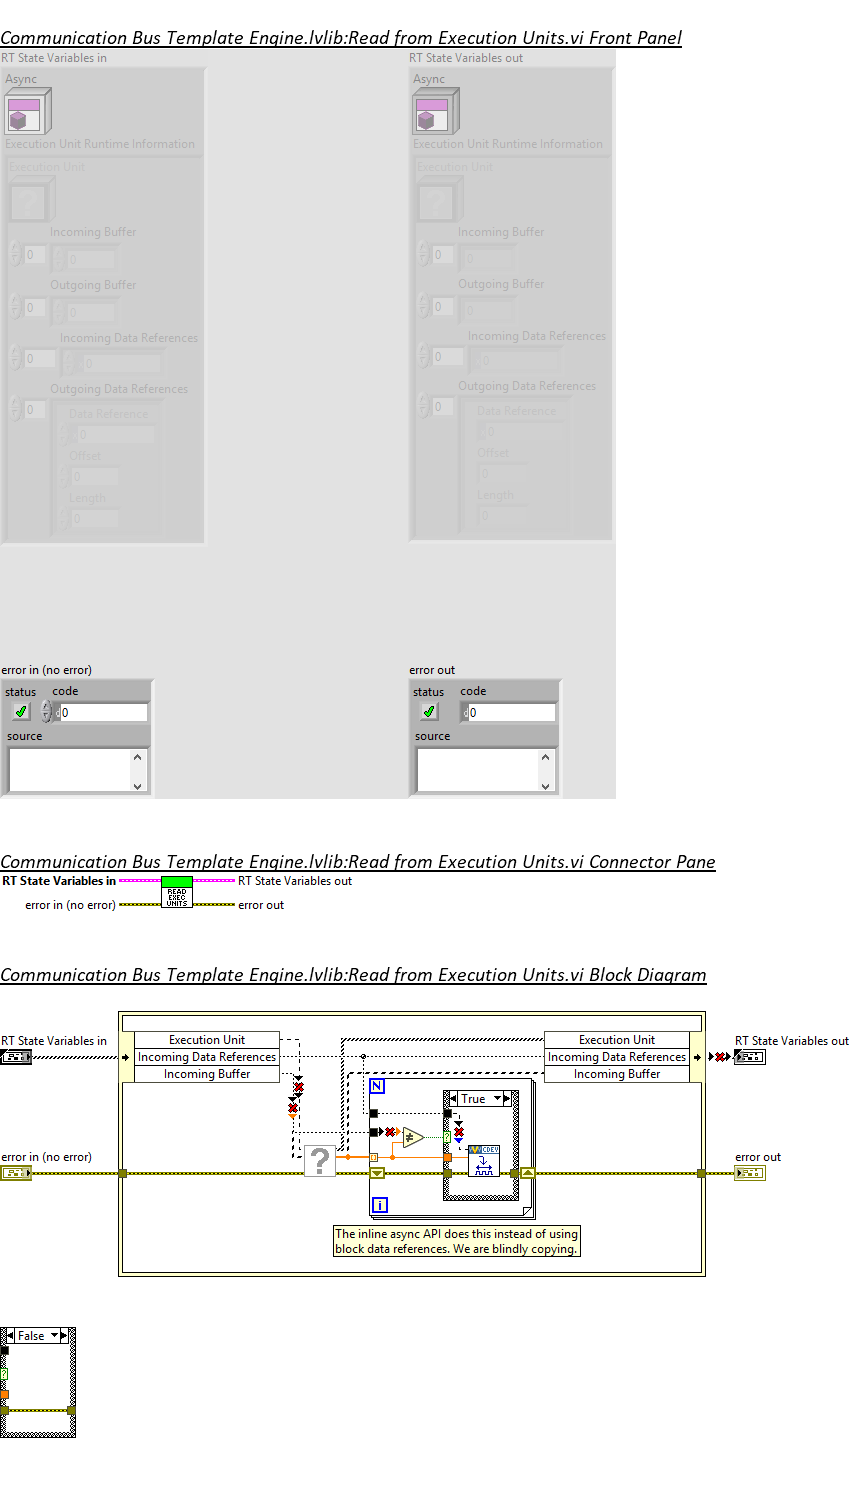 Communication Bus Template Engine.lvlib:Read from Execution Units.vi Front Panel
RT State Variables in
RT State Variables out
Async
Async
Execution Unit Runtime Information
Execution Unit Runtime Information
Execution Unit
Execution Unit
?
?
Incoming Buffer
Incoming Buffer
0
0
0
0
Outgoing Buffer
Outgoing Buffer
0
0
0
0
Incoming Data References
Incoming Data References
0
0
0
0
Outgoing Data References
Outgoing Data References
0
0
Data Reference
Data Reference
0
0
Offset
Offset
0
0
Length
Length
0
0
error in (no error)
error out
status code
status code
d0
d0
source
source
Communication Bus Template Engine.lvlib:Read from Execution Units.vi Connector Pane
RT State Variables in
RT State Variables out
READ
EXEC
UNITS
error in (no error)
error out
Communication Bus Template Engine.lvlib:Read from Execution Units.vi Block Diagram
RT State Variables in
Execution Unit
Incoming Data References
Incoming Buffer
Execution Unit
Incoming Data References
Incoming Buffer
RT State Variables out
N
True
≠
?
?
CDEV
error in (no error)
error out
i
The inline async API does this instead of using
block data references. We are blindly copying.
False
?